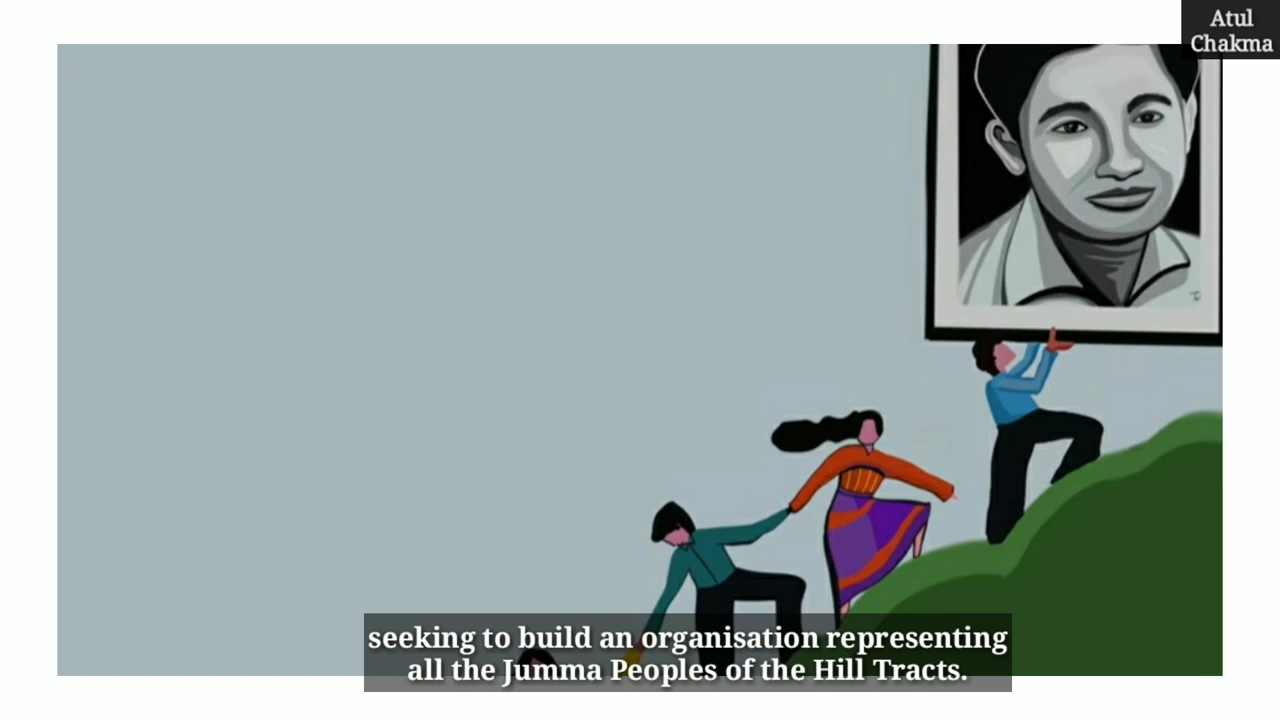 Atul
Chakma
seeking to build an organisation representing
all the Jumma Peoples of the Hill Tracts.